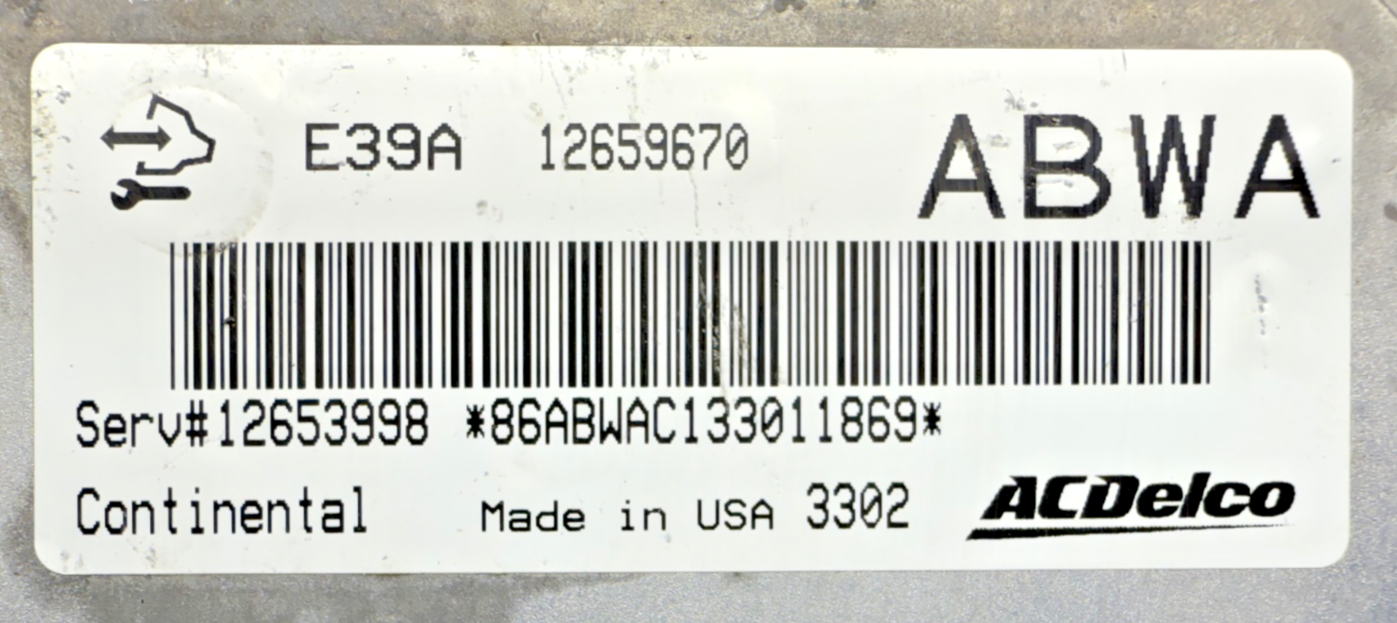 E39A 12659670 ABWA
Serv#12653998 *86ABWAC133011869*
Continental Made in USA 3302 ACDelco